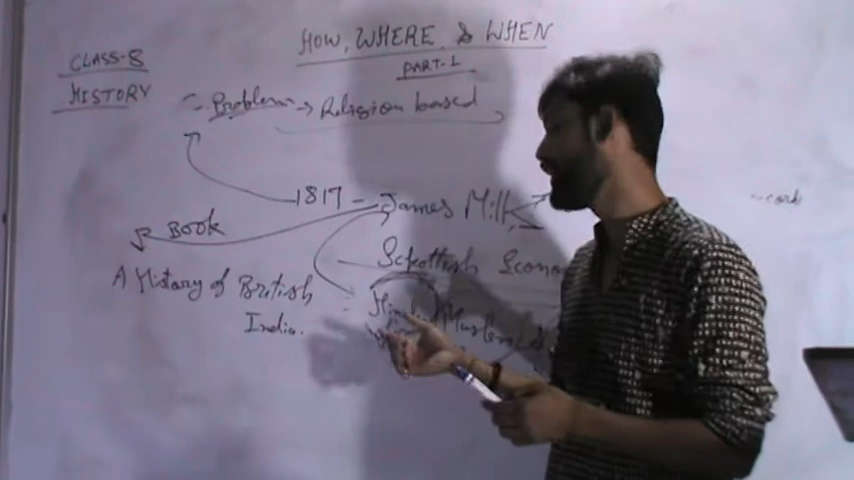 HOW, WHERE & WHEN
PART-1
CLASS-8
HISTORY
Problem → Religion based
1817 - James Mill
Book
Scottish Econo
A History of British
India.